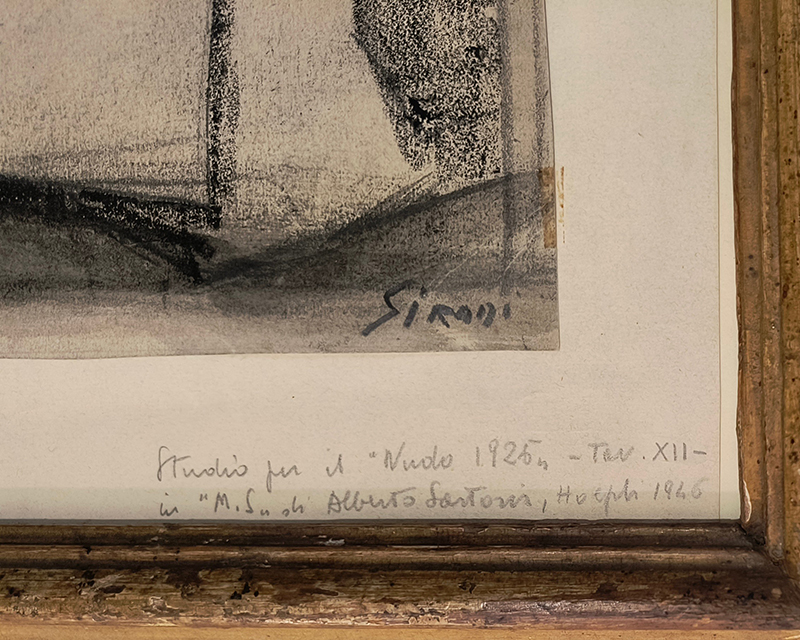 Sironi
Studio per il "Nudo 1925" - Tav. XII-
in "M. S." di Alberto Sartoris, Hoepli 1946